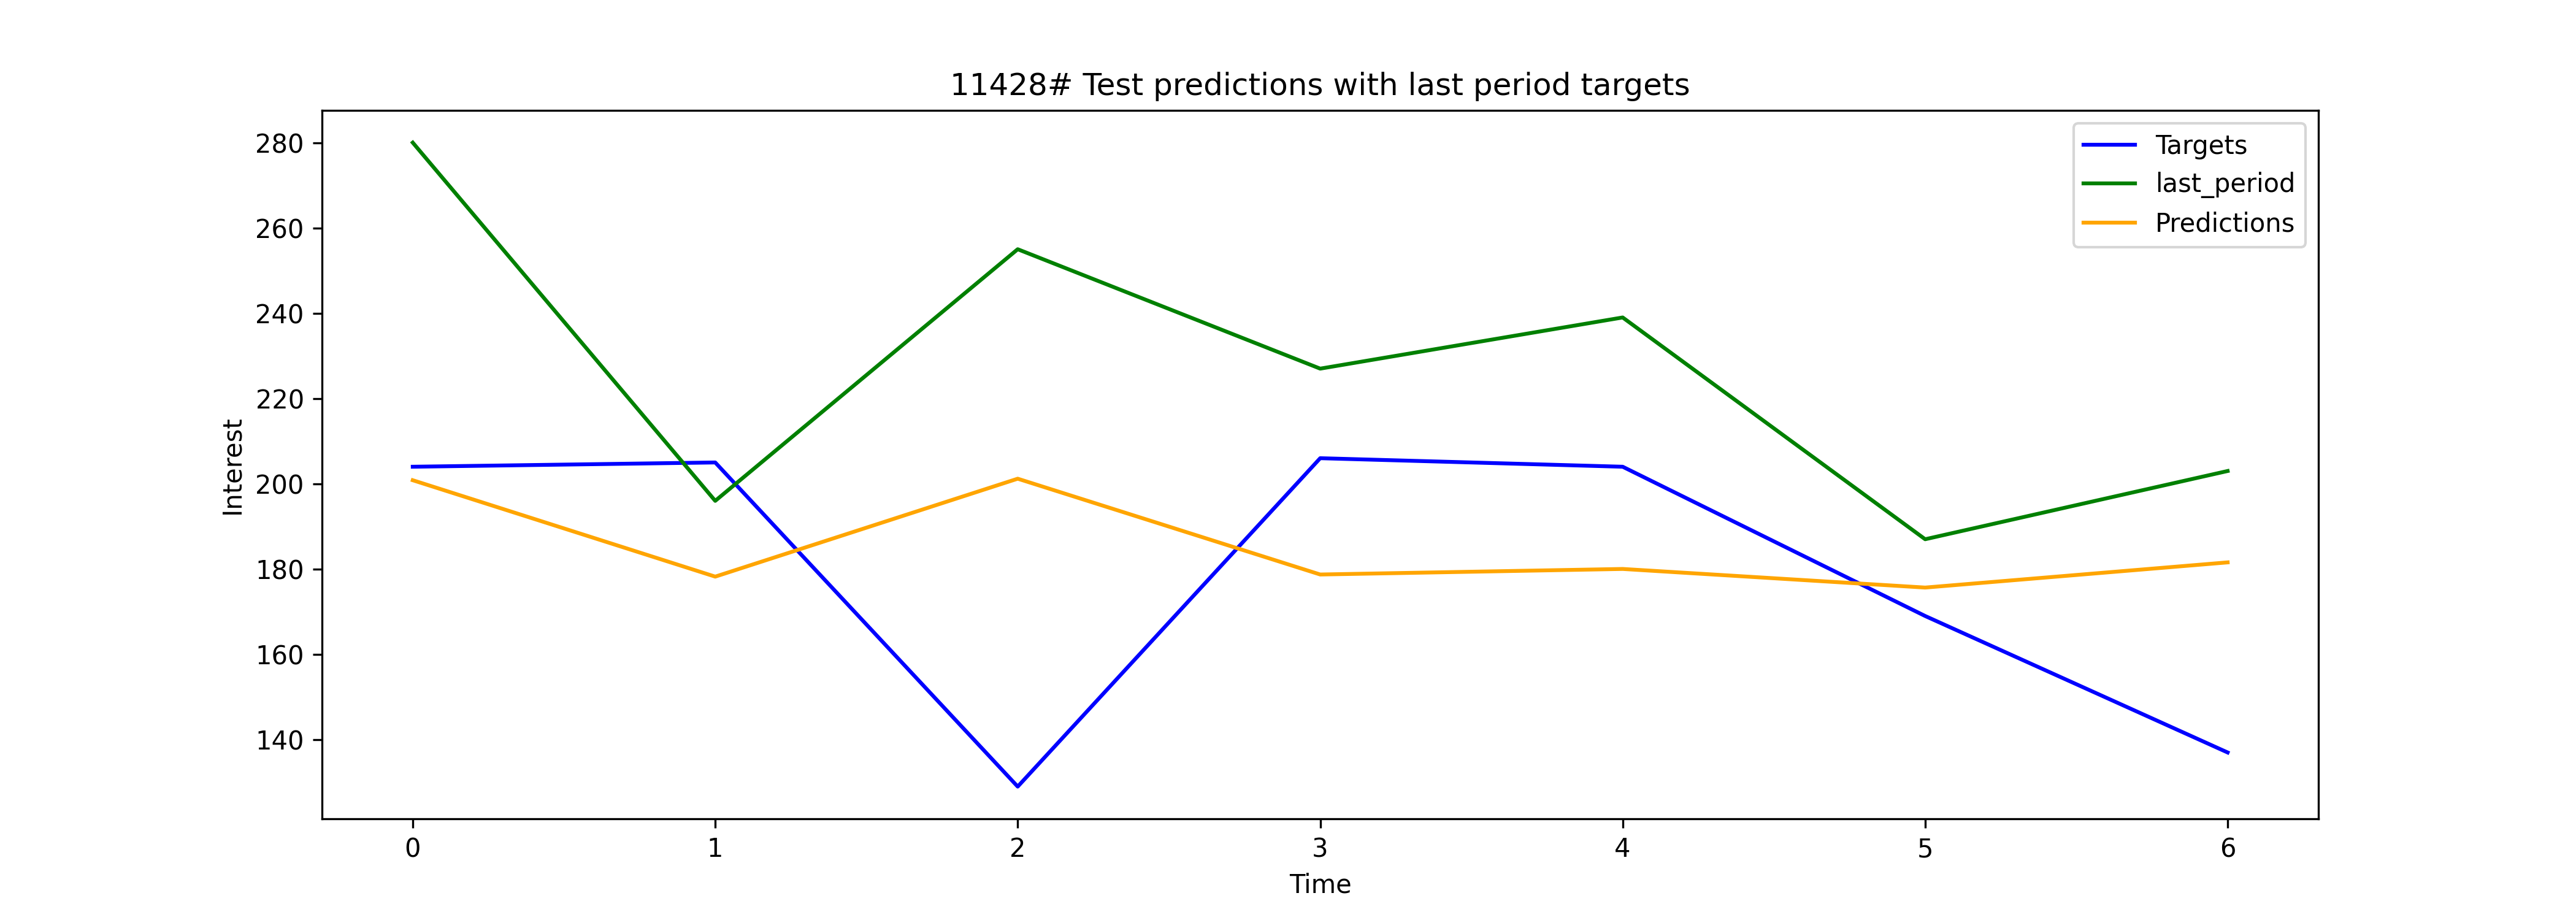 11428# Test predictions with last period targets
Targets
last_period
Predictions
280
260
240
220
200
180
160
140
Interest
0 1 2 3 4 5 6
Time